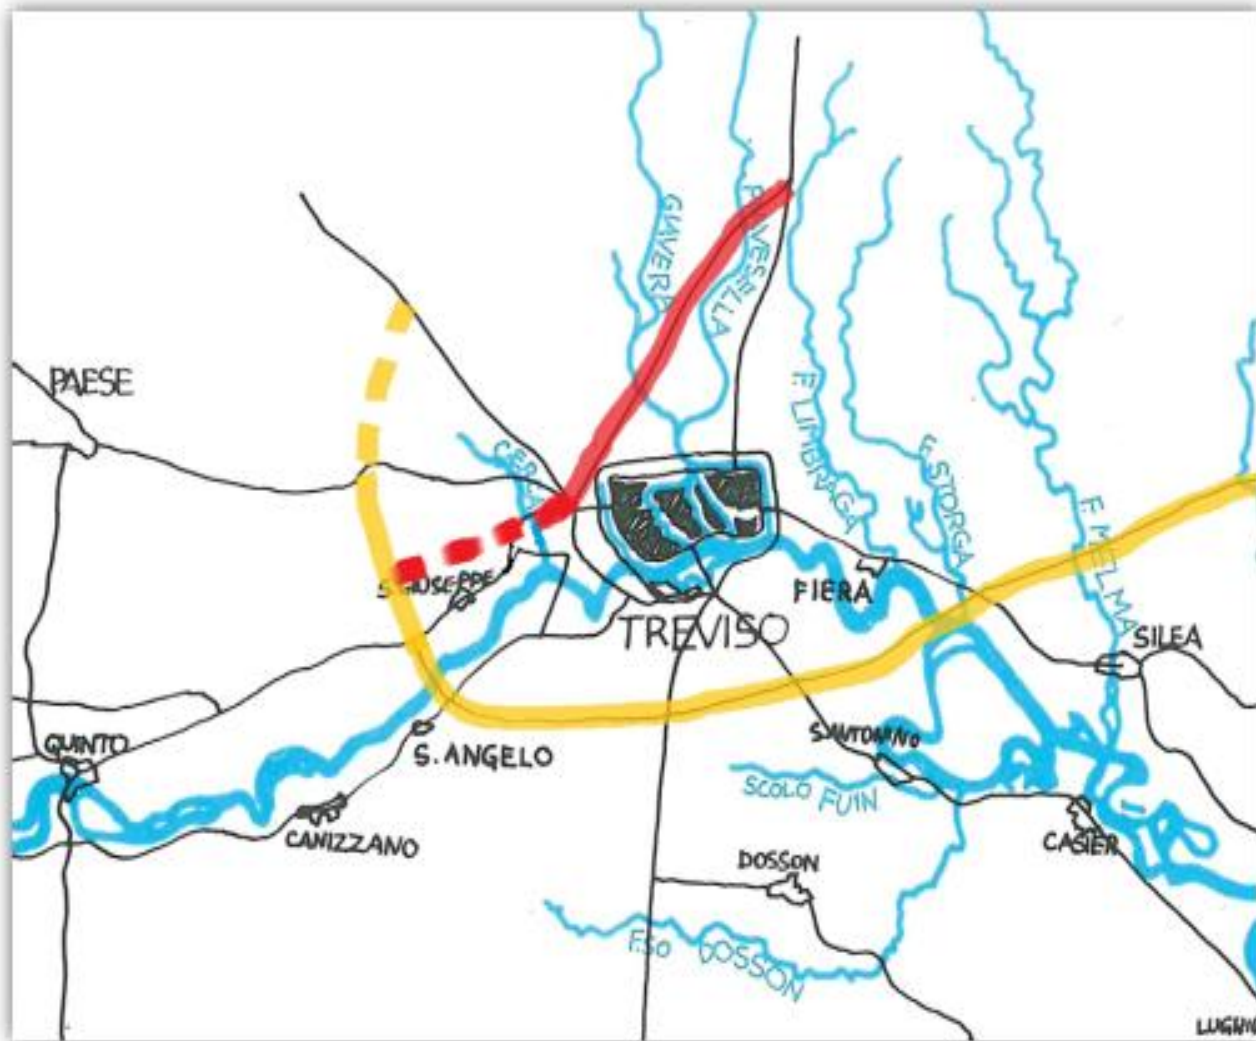 GIAVERA
PIAVESELLA
PAESE
F. LIMBRAGA
CERCA
F. STORGA
F. MELMA
S. GIUSEPPE
FIERA
TREVISO
SILEA
QUINTO
S. ANGELO
S. ANTONINO
SCOLO FUIN
CANIZZANO
CASIER
DOSSON
F.SO DOSSON